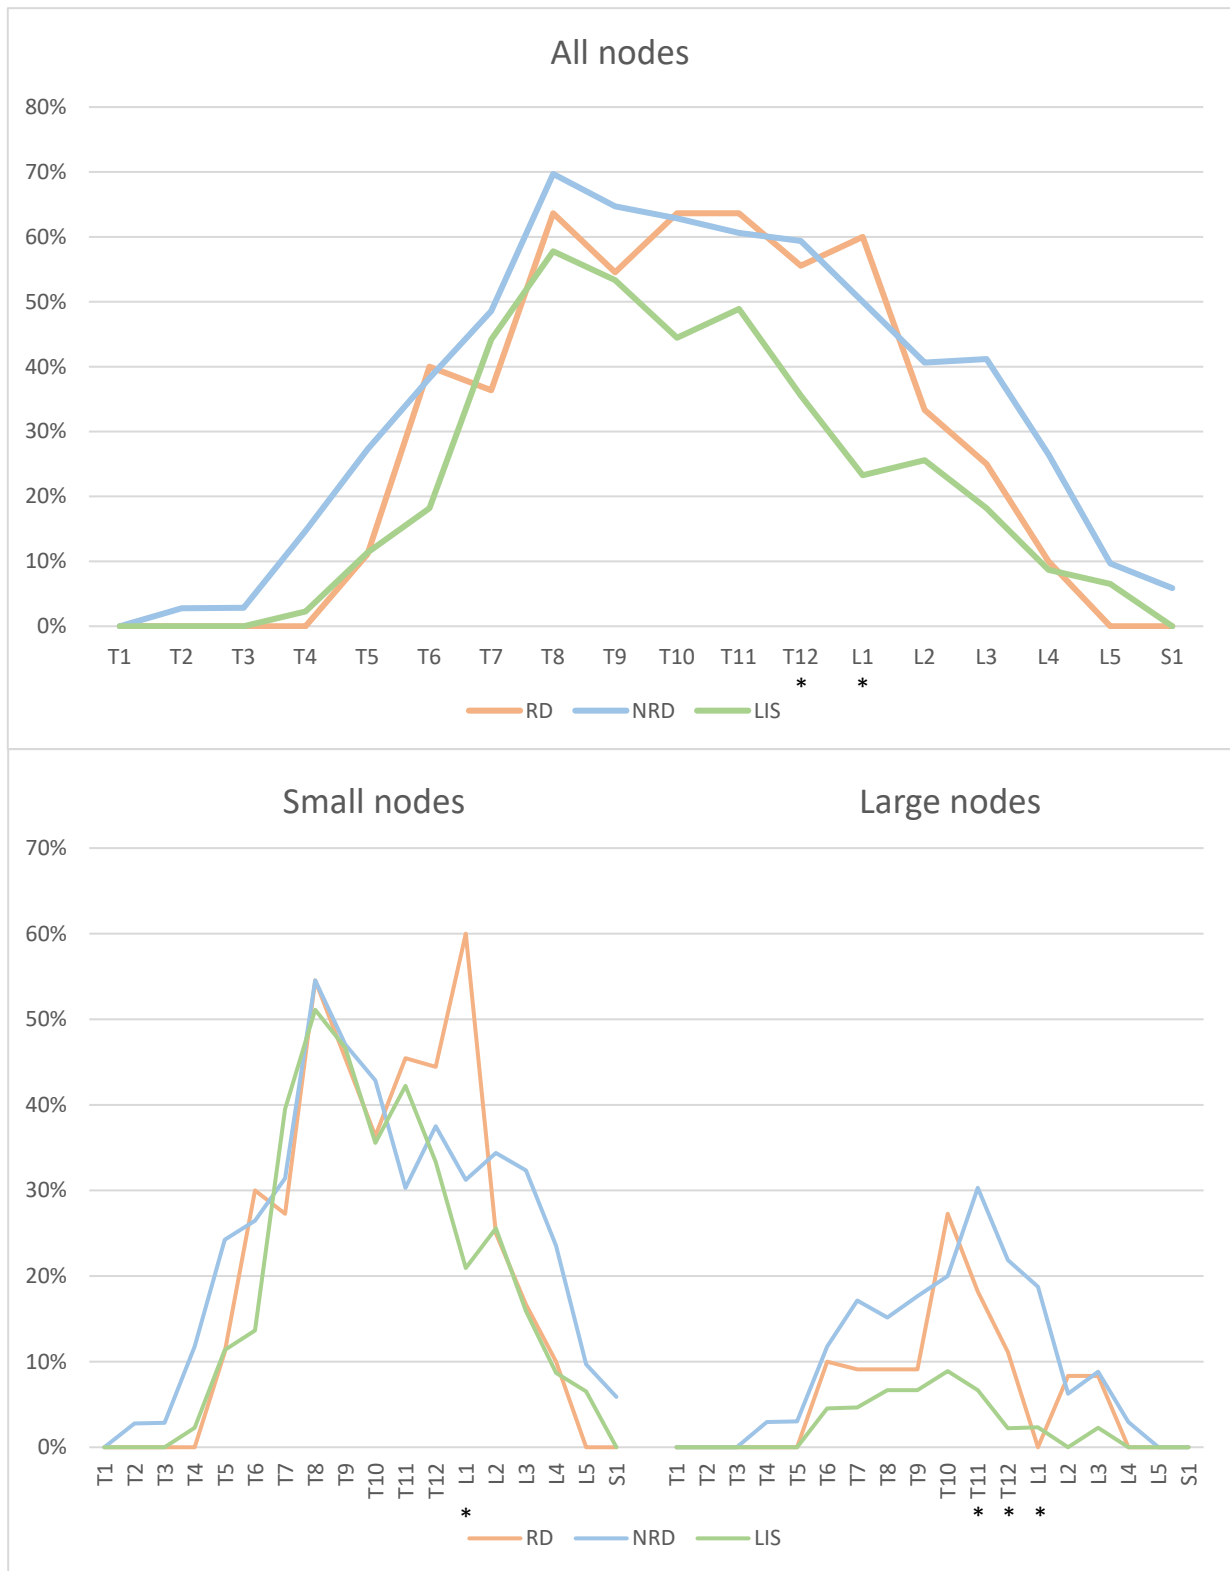 All nodes
80%
70%
60%
50%
40%
30%
20%
10%
0%
T1 T2 T3 T4 T5 T6 T7 T8 T9 T10 T11 T12 L1 L2 L3 L4 L5 S1
* *
RD NRD LIS
Small nodes Large nodes
70%
60%
50%
40%
30%
20%
10%
0%
T1 T2 T3 T4 T5 T6 T7 T8 T9 T10 T11 T12 L1 L2 L3 L4 L5 S1 T1 T2 T3 T4 T5 T6 T7 T8 T9 T10 T11 T12 L1 L2 L3 L4 L5 S1
* * * *
RD NRD LIS